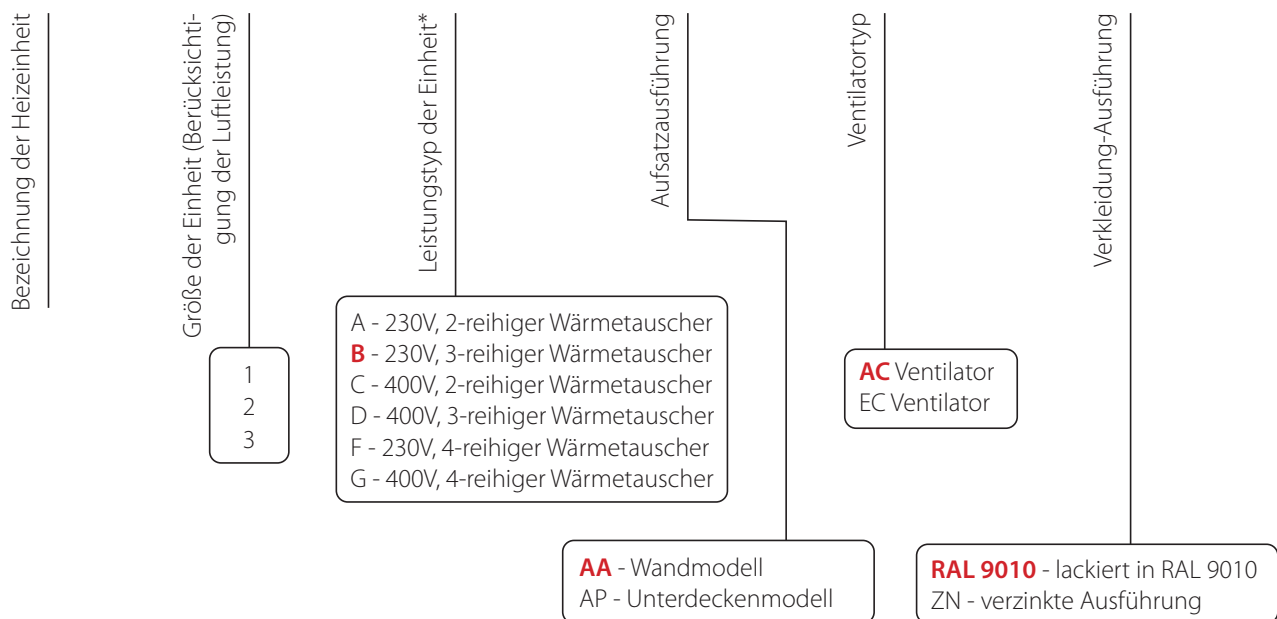 Bezeichnung der Heizeinheit
Größe der Einheit (Berücksichti-
gung der Luftleistung)
Leistungstyp der Einheit*
Aufsatzausführung
Ventilatortyp
Verkleidung-Ausführung
1
2
3
A - 230V, 2-reihiger Wärmetauscher
B - 230V, 3-reihiger Wärmetauscher
C - 400V, 2-reihiger Wärmetauscher
D - 400V, 3-reihiger Wärmetauscher
F - 230V, 4-reihiger Wärmetauscher
G - 400V, 4-reihiger Wärmetauscher
AC Ventilator
EC Ventilator
AA - Wandmodell
AP - Unterdeckenmodell
RAL 9010 - lackiert in RAL 9010
ZN - verzinkte Ausführung